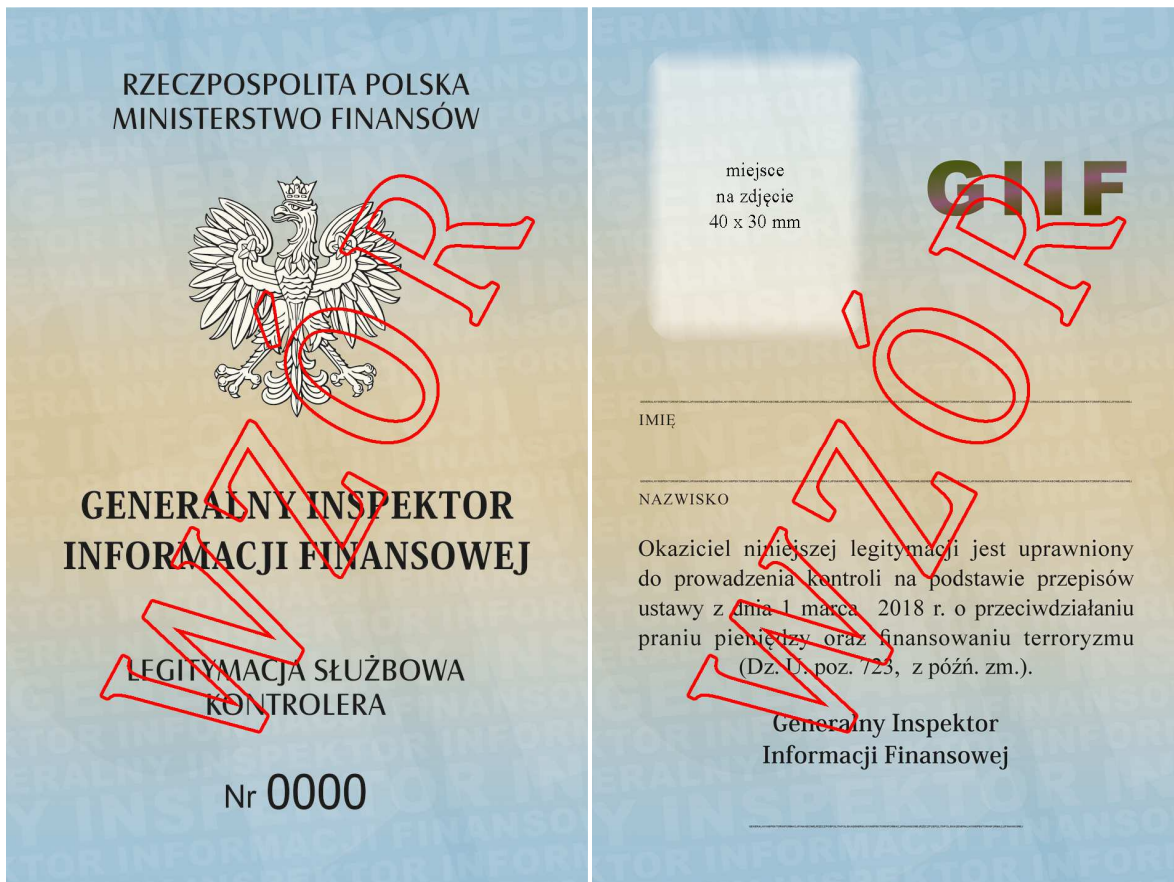 RZECZPOSPOLITA POLSKA
MINISTERSTWO FINANSÓW
GENERALNY INSPEKTOR
INFORMACJI FINANSOWEJ
LEGITYMACJA SŁUŻBOWA
KONTROLERA
Nr 0000
WZÓR
miejsce
na zdjęcie
40 x 30 mm
GIIF
IMIĘ
NAZWISKO
Okaziciel niniejszej legitymacji jest uprawniony
do prowadzenia kontroli na podstawie przepisów
ustawy z dnia 1 marca 2018 r. o przeciwdziałaniu
praniu pieniędzy oraz finansowaniu terroryzmu
(Dz. U. poz. 723, z późń. zm.).
Generalny Inspektor
Informacji Finansowej
WZÓR